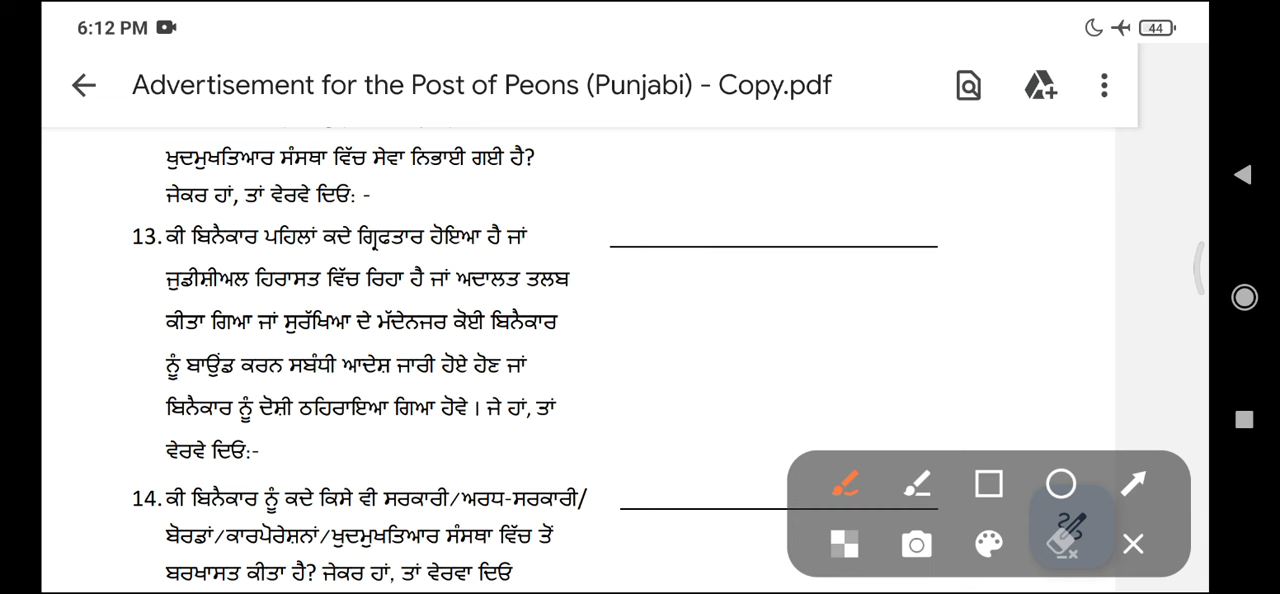 6:12 PM
44
Advertisement for the Post of Peons (Punjabi) - Copy.pdf
ਖੁਦਮੁਖਤਿਆਰ ਸੰਸਥਾ ਵਿੱਚ ਸੇਵਾ ਨਿਭਾਈ ਗਈ ਹੈ?
ਜੇਕਰ ਹਾਂ, ਤਾਂ ਵੇਰਵੇ ਦਿਓ: -
13. ਕੀ ਬਿਨੈਕਾਰ ਪਹਿਲਾਂ ਕਦੇ ਗ੍ਰਿਫਤਾਰ ਹੋਇਆ ਹੈ ਜਾਂ
ਜੁਡੀਸ਼ੀਅਲ ਹਿਰਾਸਤ ਵਿੱਚ ਰਿਹਾ ਹੈ ਜਾਂ ਅਦਾਲਤ ਤਲਬ
ਕੀਤਾ ਗਿਆ ਜਾਂ ਸੁਰੱਖਿਆ ਦੇ ਮੱਦੇਨਜਰ ਕੋਈ ਬਿਨੈਕਾਰ
ਨੂੰ ਬਾਉਂਡ ਕਰਨ ਸਬੰਧੀ ਆਦੇਸ਼ ਜਾਰੀ ਹੋਏ ਹੋਣ ਜਾਂ
ਬਿਨੈਕਾਰ ਨੂੰ ਦੋਸ਼ੀ ਠਹਿਰਾਇਆ ਗਿਆ ਹੋਵੇ। ਜੇ ਹਾਂ, ਤਾਂ
ਵੇਰਵੇ ਦਿਓ:-
14. ਕੀ ਬਿਨੈਕਾਰ ਨੂੰ ਕਦੇ ਕਿਸੇ ਵੀ ਸਰਕਾਰੀ/ਅਰਧ-ਸਰਕਾਰੀ/
ਬੋਰਡਾਂ/ਕਾਰਪੋਰੇਸ਼ਨਾਂ/ਖੁਦਮੁਖਤਿਆਰ ਸੰਸਥਾ ਵਿੱਚ ਤੋਂ
ਬਰਖਾਸਤ ਕੀਤਾ ਹੈ? ਜੇਕਰ ਹਾਂ, ਤਾਂ ਵੇਰਵਾ ਦਿਓ